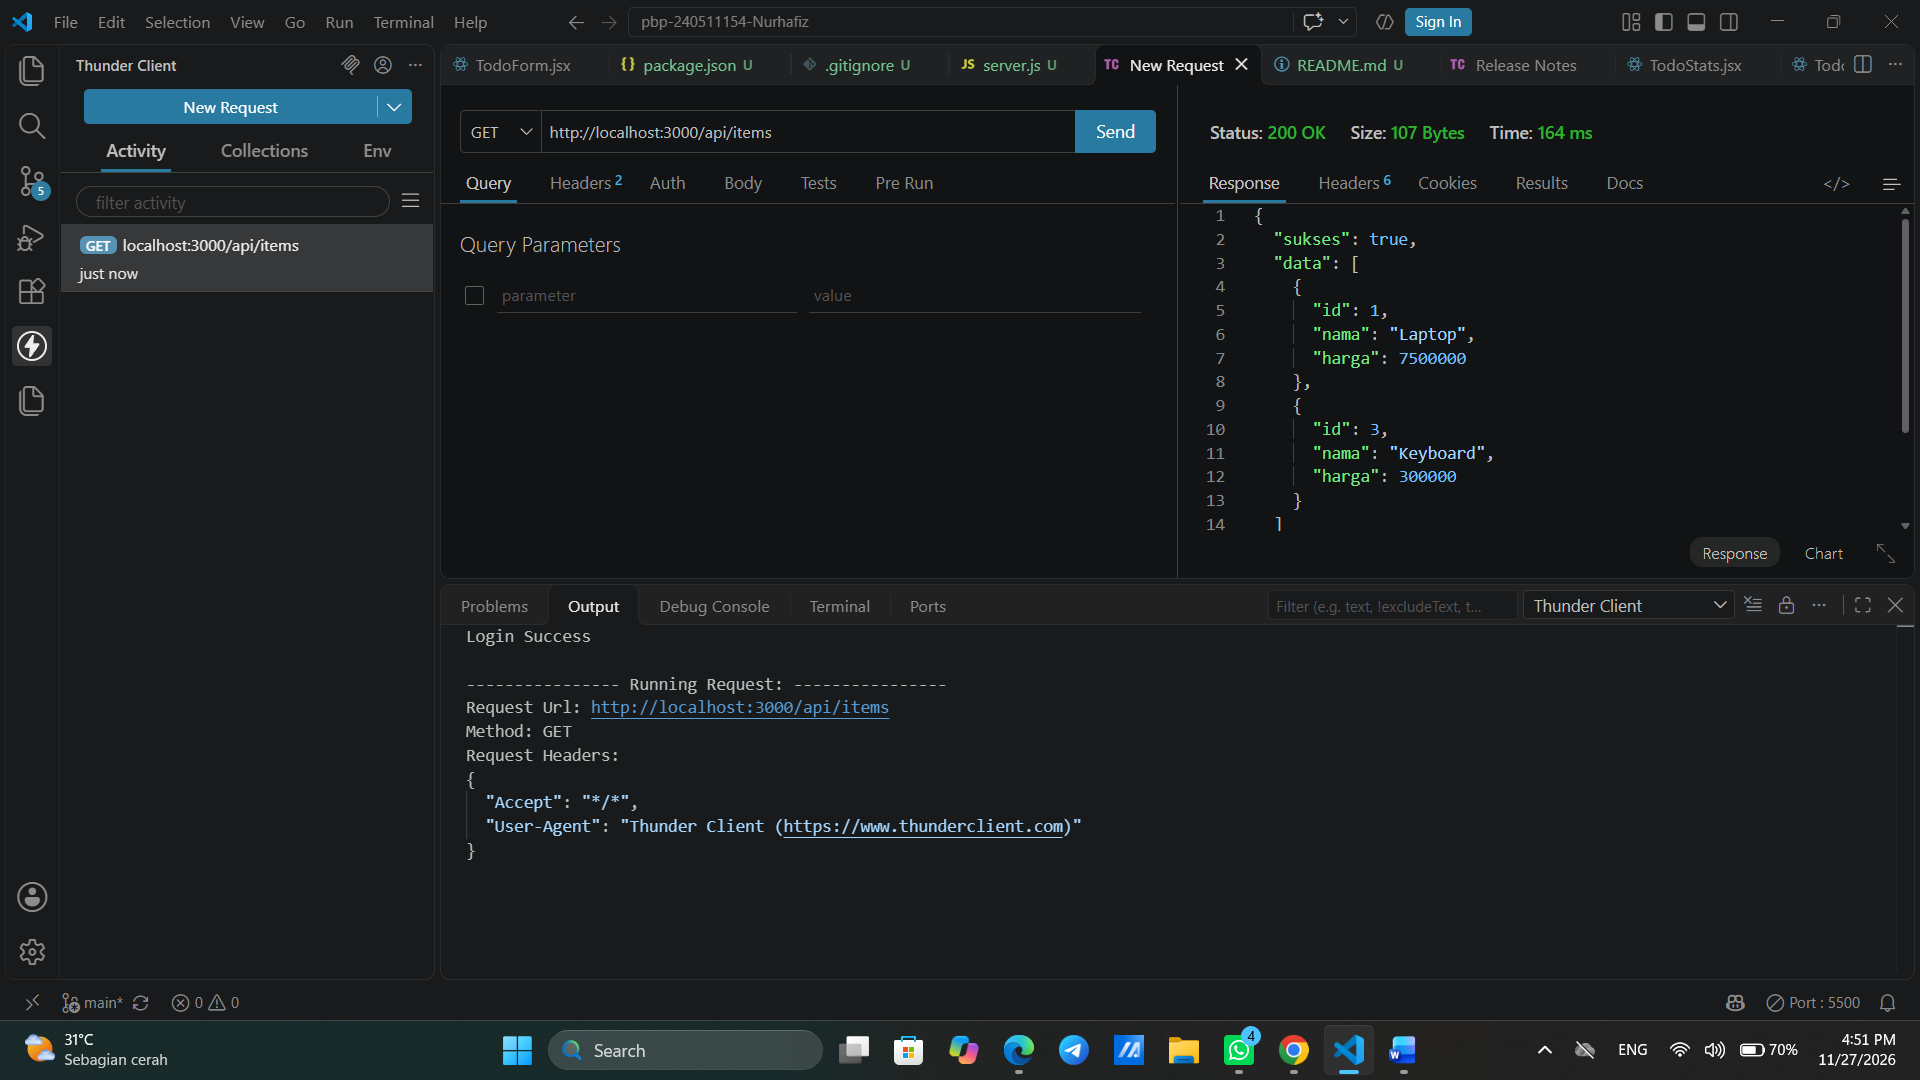 File Edit Selection View Go Run Terminal Help
pbp-240511154-Nurhafiz
Sign In
Thunder Client
New Request
Activity Collections Env
filter activity
GET localhost:3000/api/items
just now
5
TodoForm.jsx
{} package.json U
.gitignore U
JS server.js U
TC New Request
README.md U
TC Release Notes
TodoStats.jsx
GET http://localhost:3000/api/items Send
Query Headers 2 Auth Body Tests Pre Run
Query Parameters
parameter value
Status: 200 OK Size: 107 Bytes Time: 164 ms
Response Headers 6 Cookies Results Docs
</>
1 {
2 "sukses": true,
3 "data": [
4 {
5 "id": 1,
6 "nama": "Laptop",
7 "harga": 7500000
8 },
9 {
10 "id": 3,
11 "nama": "Keyboard",
12 "harga": 300000
13 }
14 ]
Response Chart
Problems Output Debug Console Terminal Ports
Filter (e.g. text, !excludeText, t...
Thunder Client
Login Success
---------------- Running Request: ----------------
Request Url: http://localhost:3000/api/items
Method: GET
Request Headers:
{
"Accept": "*/*",
"User-Agent": "Thunder Client (https://www.thunderclient.com)"
}
main* 0 0
Port : 5500
31°C
Sebagian cerah
Search
4
W
ENG
70%
4:51 PM
11/27/2026